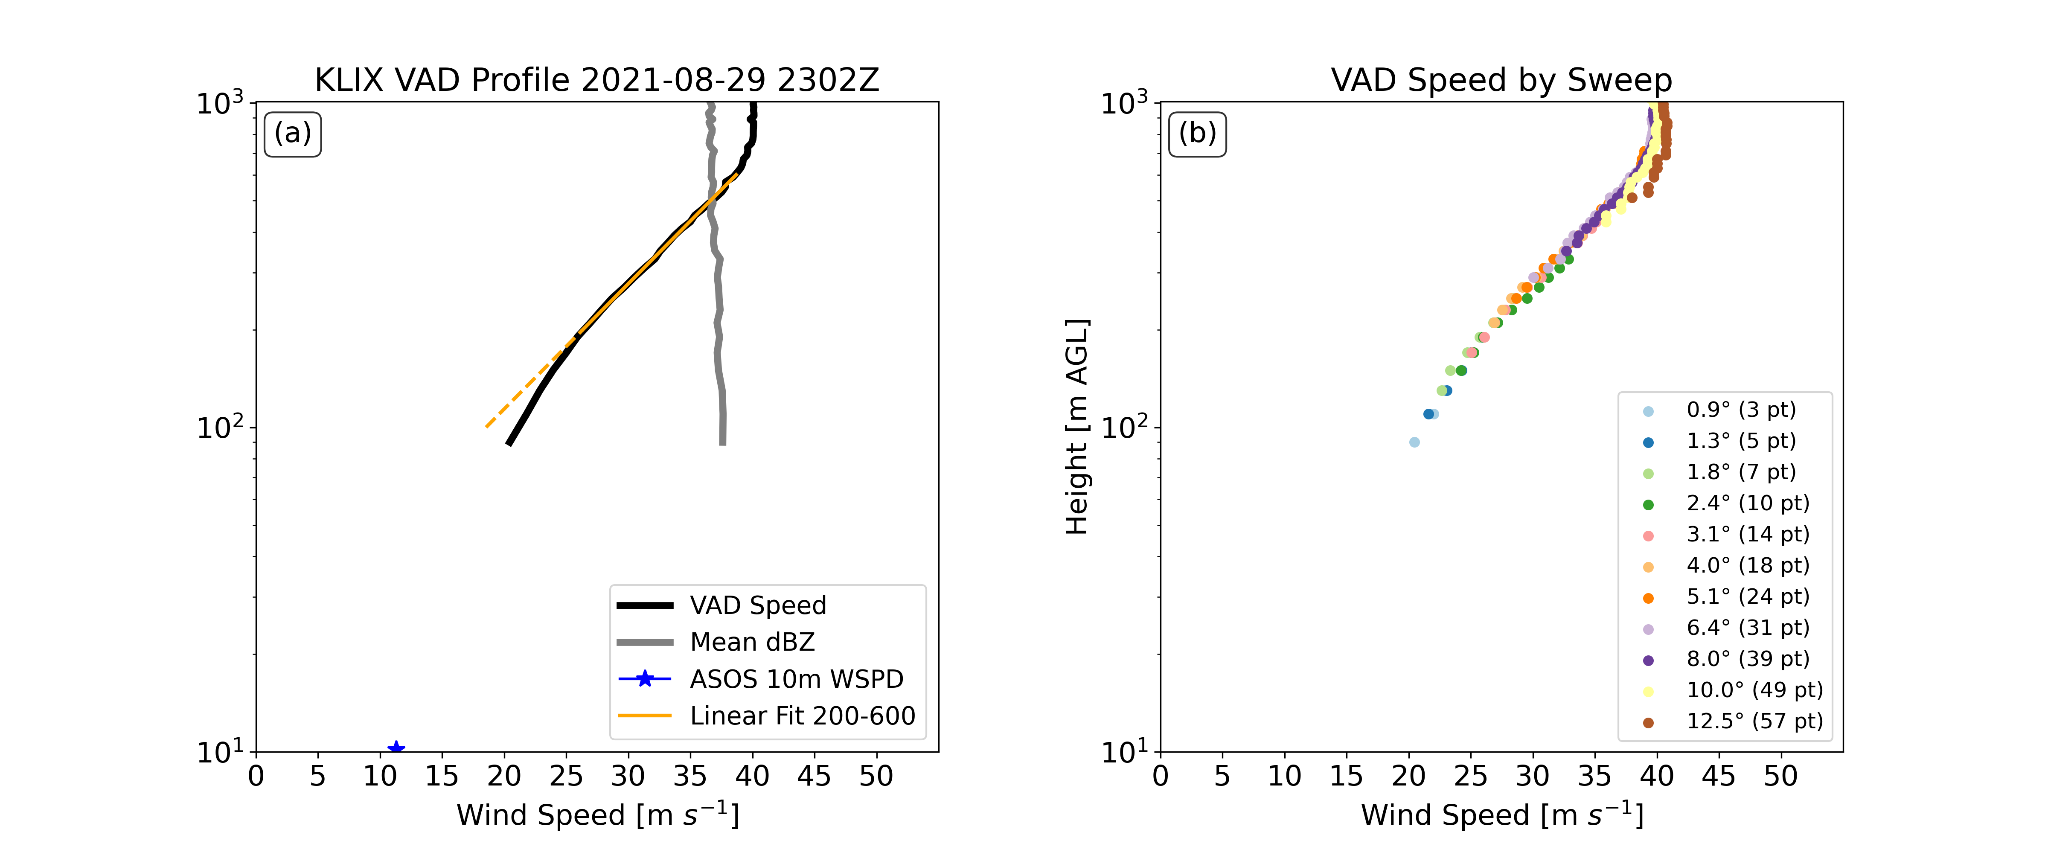 KLIX VAD Profile 2021-08-29 2302Z
(a)
10³
10²
10¹
0 5 10 15 20 25 30 35 40 45 50
Wind Speed [m s⁻¹]
VAD Speed
Mean dBZ
ASOS 10m WSPD
Linear Fit 200-600
VAD Speed by Sweep
(b)
Height [m AGL]
10³
10²
10¹
0 5 10 15 20 25 30 35 40 45 50
Wind Speed [m s⁻¹]
0.9° (3 pt)
1.3° (5 pt)
1.8° (7 pt)
2.4° (10 pt)
3.1° (14 pt)
4.0° (18 pt)
5.1° (24 pt)
6.4° (31 pt)
8.0° (39 pt)
10.0° (49 pt)
12.5° (57 pt)